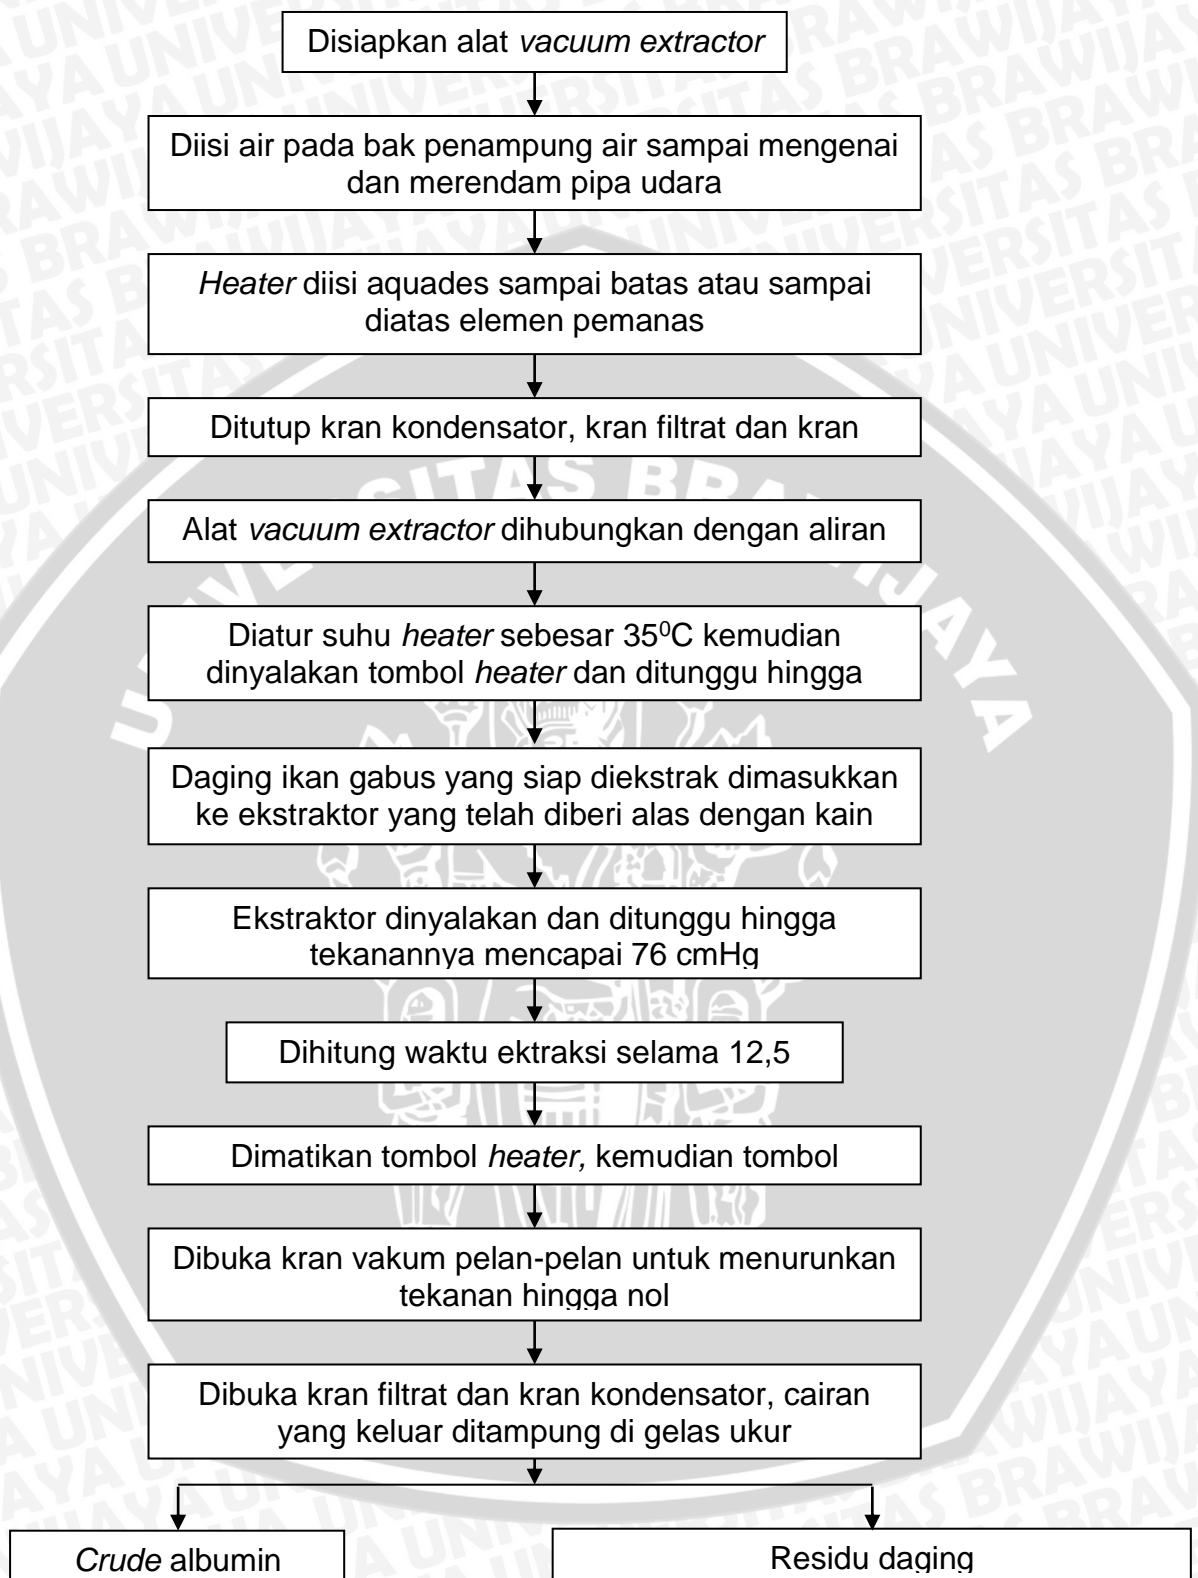 Disiapkan alat vacuum extractor
Diisi air pada bak penampung air sampai mengenai
dan merendam pipa udara
Heater diisi aquades sampai batas atau sampai
diatas elemen pemanas
Ditutup kran kondensator, kran filtrat dan kran
Alat vacuum extractor dihubungkan dengan aliran
Diatur suhu heater sebesar 35⁰C kemudian
dinyalakan tombol heater dan ditunggu hingga
Daging ikan gabus yang siap diekstrak dimasukkan
ke ekstraktor yang telah diberi alas dengan kain
Ekstraktor dinyalakan dan ditunggu hingga
tekanannya mencapai 76 cmHg
Dihitung waktu ektraksi selama 12,5
Dimatikan tombol heater, kemudian tombol
Dibuka kran vakum pelan-pelan untuk menurunkan
tekanan hingga nol
Dibuka kran filtrat dan kran kondensator, cairan
yang keluar ditampung di gelas ukur
Crude albumin
Residu daging